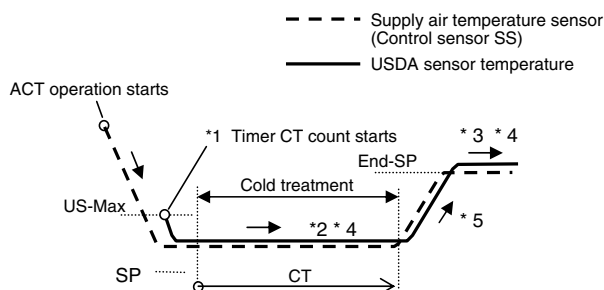 Supply air temperature sensor
(Control sensor SS)
USDA sensor temperature
ACT operation starts
*1 Timer CT count starts
* 3 * 4
End-SP
Cold treatment
US-Max
*2 * 4
* 5
SP
CT